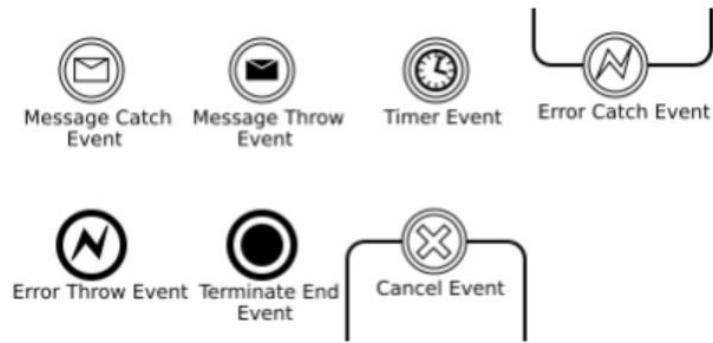 Message Catch
Event
Message Throw
Event
Timer Event
Error Catch Event
Error Throw Event
Terminate End
Event
Cancel Event